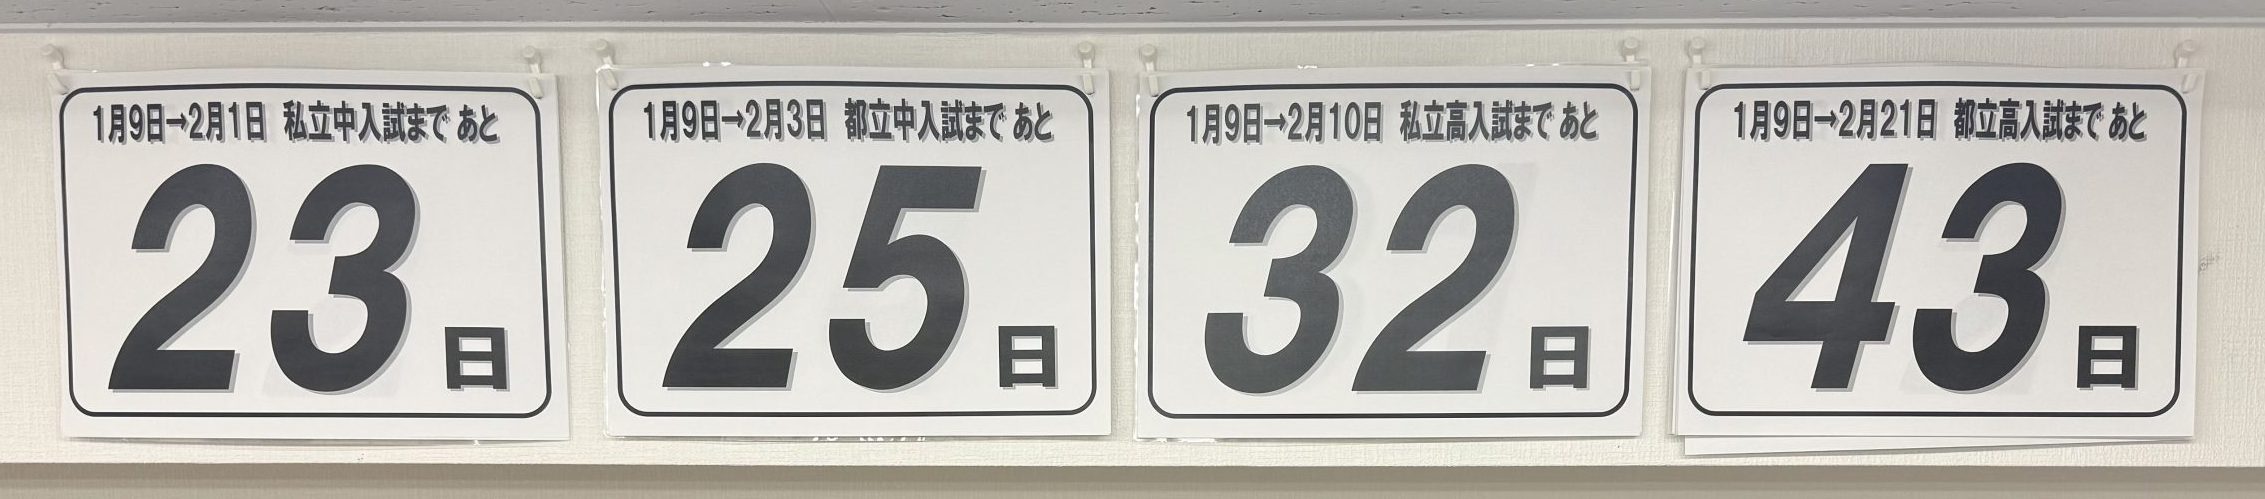 1月9日→2月1日 私立中入試まで あと
23日
1月9日→2月3日 都立中入試まで あと
25日
1月9日→2月10日 私立高入試まで あと
32日
1月9日→2月21日 都立高入試まで あと
43日